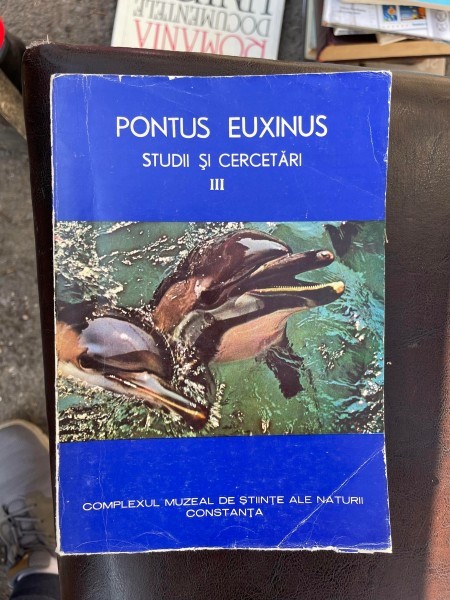 ROMANIA
DOCUMENTELE
PONTUS EUXINUS
STUDII ȘI CERCETĂRI
III
COMPLEXUL MUZEAL DE ȘTIINȚE ALE NATURII
CONSTANȚA